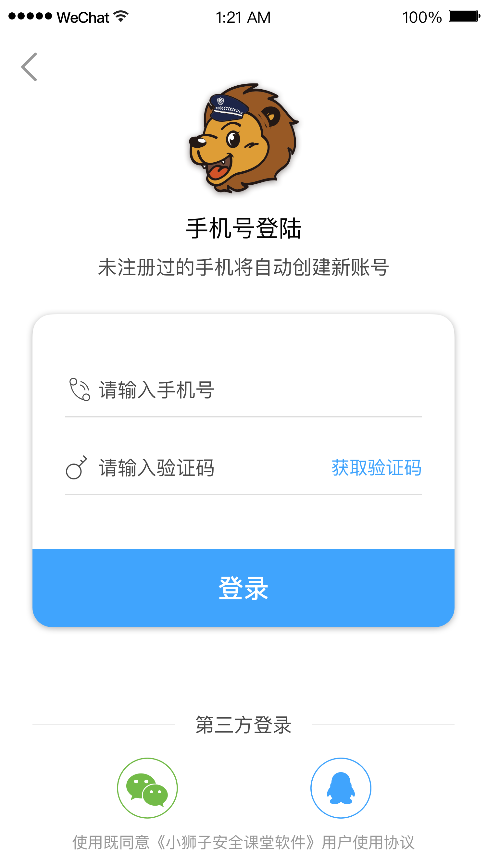 WeChat 1:21 AM 100%
手机号登陆
未注册过的手机将自动创建新账号
请输入手机号
请输入验证码 获取验证码
登录
第三方登录
使用既同意《小狮子安全课堂软件》用户使用协议